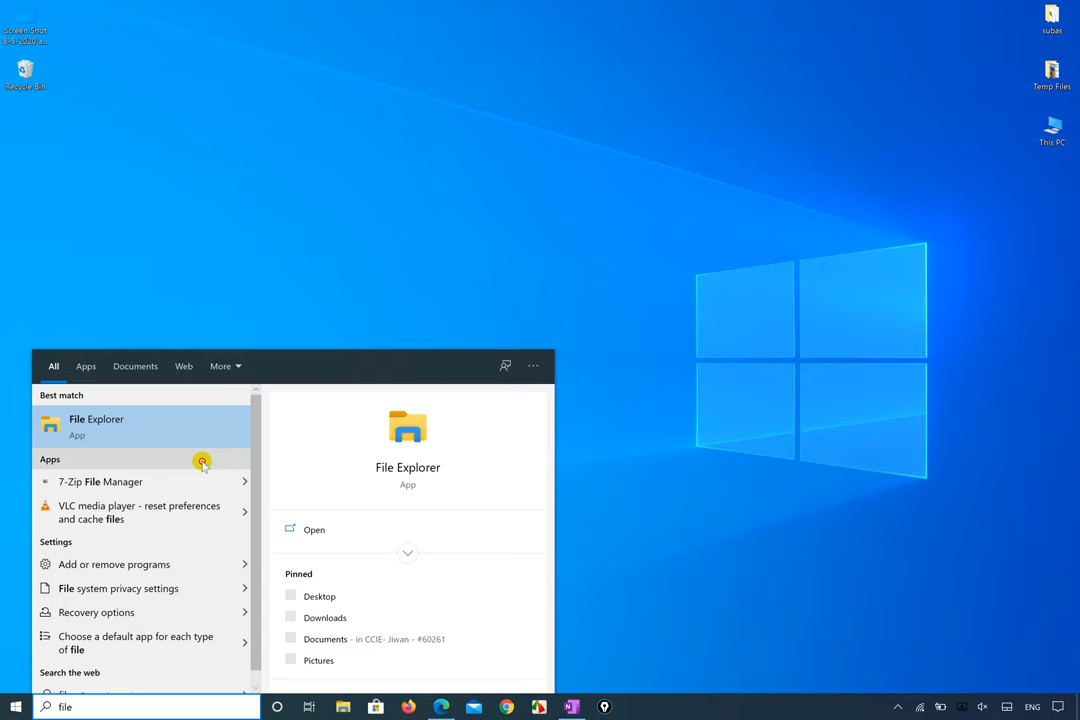 Screen Shot
8-5-2020 a...
Recycle Bin
subas
Temp Files
This PC
All
Apps
Documents
Web
More
Best match
File Explorer
App
Apps
7-Zip File Manager
VLC media player - reset preferences
and cache files
Settings
Add or remove programs
File system privacy settings
Recovery options
Choose a default app for each type
of file
Search the web
File Explorer
App
Open
Pinned
Desktop
Downloads
Documents - in CCIE- Jiwan - #60261
Pictures
file
ENG